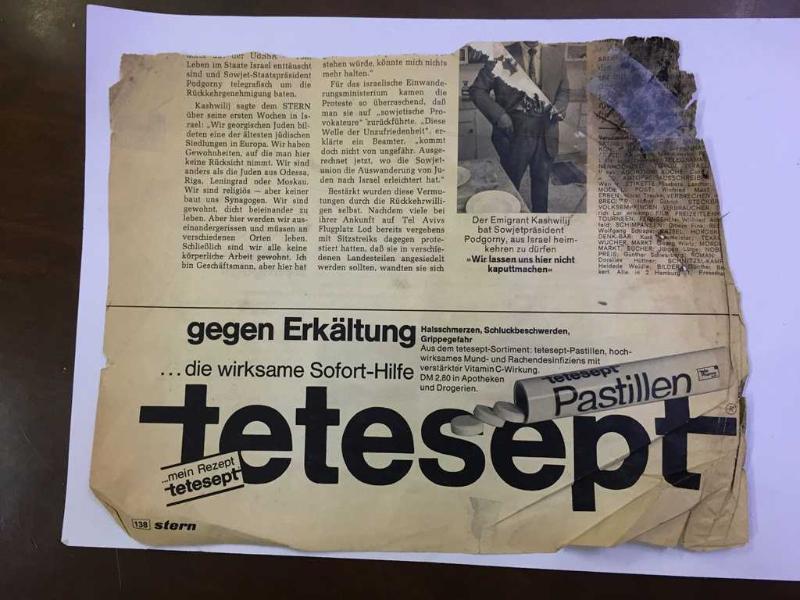 Leben im Staate Israel enttäuscht
sind und Sowjet-Staatspräsident
Podgorny telegrafisch um die
Rückkehrgenehmigung baten.
Kashwilij sagte dem STERN
über seine ersten Wochen in Is-
rael: „Wir georgischen Juden bil-
deten eine der ältesten jüdischen
Siedlungen in Europa. Wir haben
Gewohnheiten, auf die man hier
keine Rücksicht nimmt. Wir sind
anders als die Juden aus Odessa,
Riga, Leningrad oder Moskau.
Wir sind religiös — aber keiner
baut uns Synagogen. Wir sind
gewohnt, dicht beieinander zu
leben. Aber hier werden wir aus-
einandergerissen und müssen an
verschiedenen Orten leben.
Schließlich sind wir alle keine
körperliche Arbeit gewohnt. Ich
bin Geschäftsmann, aber hier hat
stehen würde, könnte mich nichts
mehr halten.“
Für das israelische Einwande-
rungsministerium kamen die
Proteste so überraschend, daß
man sie auf „sowjetische Pro-
vokateure“ zurückführte. „Diese
Welle der Unzufriedenheit“, er-
klärte ein Beamter, „kommt
doch nicht von ungefähr. Ausge-
rechnet jetzt, wo die Sowjet-
union die Auswanderung von Ju-
den nach Israel erleichtert hat.“
Bestärkt wurden diese Vermu-
tungen durch die Rückkehrwilli-
gen selbst. Nachdem viele bei
ihrer Ankunft auf Tel Avivs
Flugplatz Lod bereits vergebens
mit Sitzstreiks dagegen prote-
stiert hatten, daß sie in verschie-
denen Landesteilen angesiedelt
werden sollten, wandten sie sich
Der Emigrant Kashwilij
bat Sowjetpräsident
Podgorny, aus Israel heim-
kehren zu dürfen
»Wir lassen uns hier nicht
kaputtmachen«
gegen Erkältung
... die wirksame Sofort-Hilfe
Halsschmerzen, Schluckbeschwerden,
Grippegefahr
Aus dem tetesept-Sortiment: tetesept-Pastillen, hoch-
wirksames Mund- und Rachendesinfiziens mit
verstärkter Vitamin C-Wirkung.
DM 2,60 in Apotheken
und Drogerien.
tetesept
Pastillen
tetesept®
...mein Rezept
tetesept
138 stern